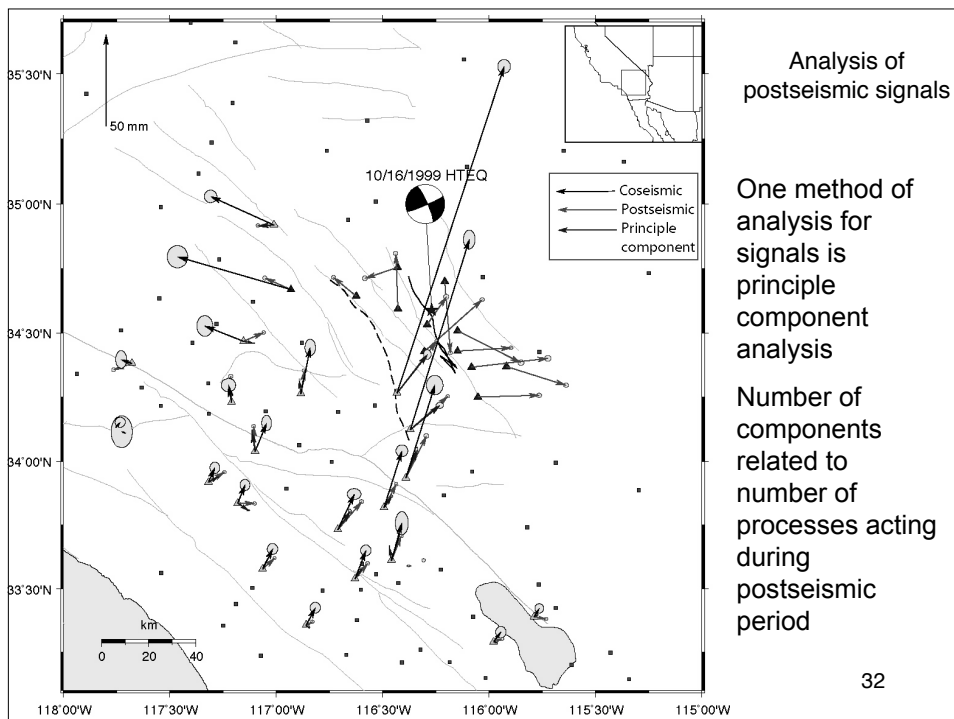 Analysis of
postseismic signals
One method of
analysis for
signals is
principle
component
analysis
Number of
components
related to
number of
processes acting
during
postseismic
period
32
50 mm
10/16/1999 HTEQ
Coseismic
Postseismic
Principle
component
35˚30'N
35˚00'N
34˚30'N
34˚00'N
33˚30'N
km
0 20 40
118˚00'W 117˚30'W 117˚00'W 116˚30'W 116˚00'W 115˚30'W 115˚00'W